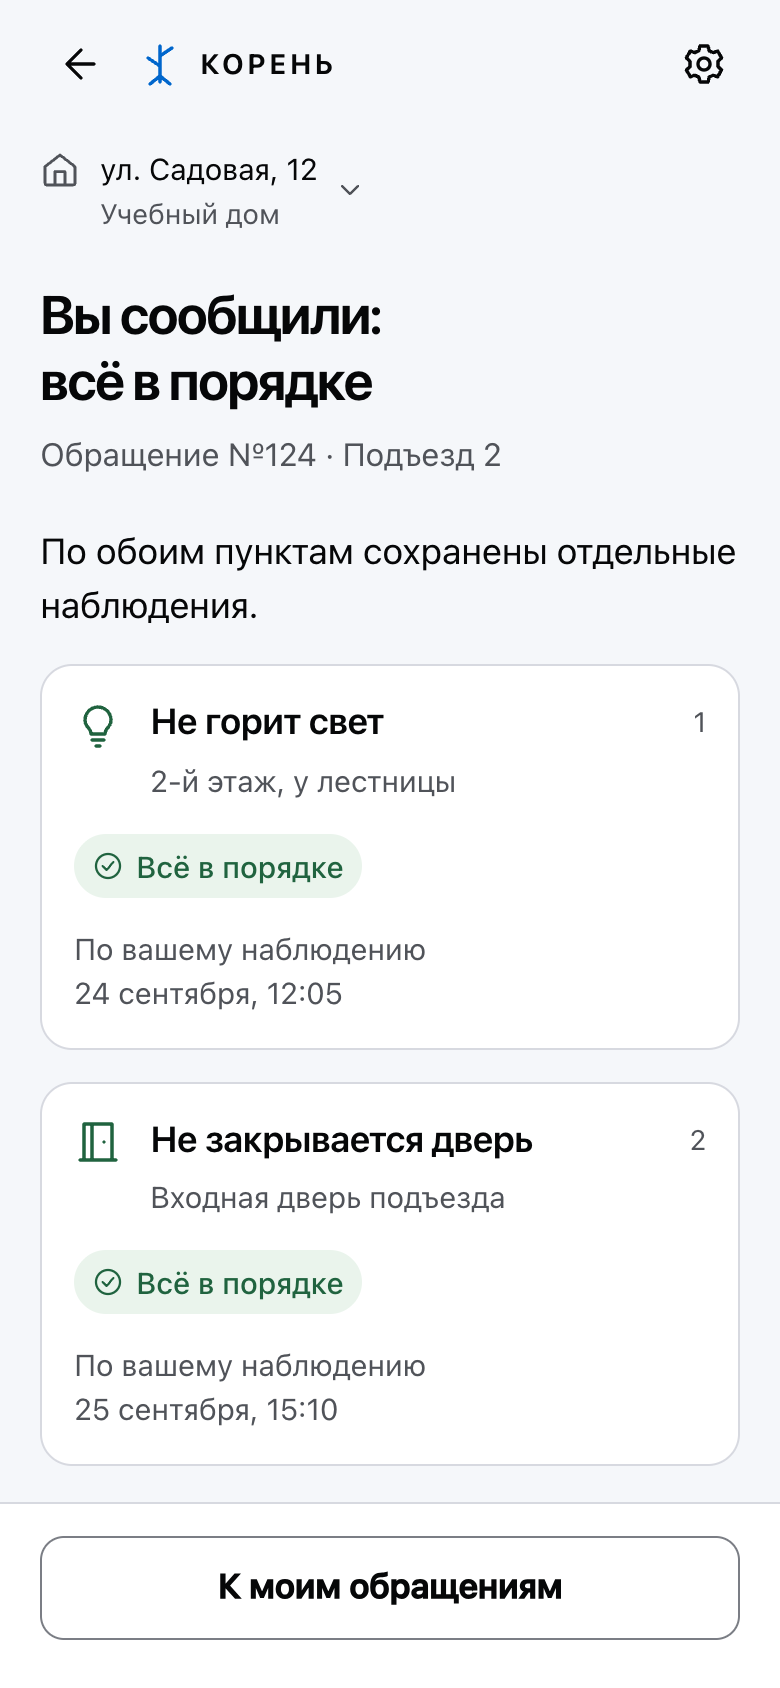 КОРЕНЬ
ул. Садовая, 12
Учебный дом
Вы сообщили:
всё в порядке
Обращение №124 · Подъезд 2
По обоим пунктам сохранены отдельные
наблюдения.
Не горит свет 1
2-й этаж, у лестницы
Всё в порядке
По вашему наблюдению
24 сентября, 12:05
Не закрывается дверь 2
Входная дверь подъезда
Всё в порядке
По вашему наблюдению
25 сентября, 15:10
К моим обращениям